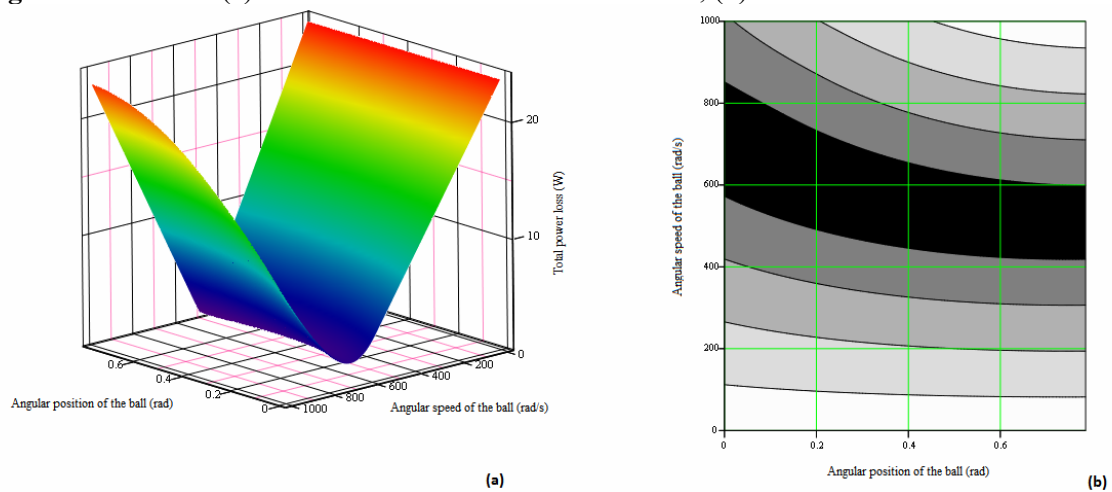 (a)
20
10
Total power loss (W)
0
200
400
600
800
1000
Angular speed of the ball (rad/s)
0.6
0.4
0.2
0
Angular position of the ball (rad)
(a)
1000
800
600
400
200
0
Angular speed of the ball (rad/s)
0
0.2
0.4
0.6
Angular position of the ball (rad)
(b)